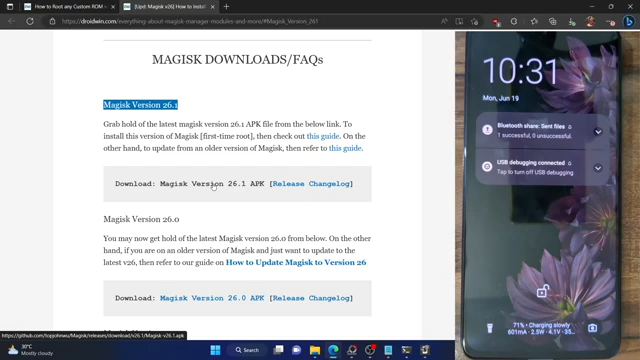 How to Root any Custom ROM v
[Upd: Magisk v26] How to Instal
https://droidwin.com/everything-about-magisk-manager-modules-and-more/#Magisk_Version_261
MAGISK DOWNLOADS/FAQs
Magisk Version 26.1
Grab hold of the latest magisk version 26.1 APK file from the below link. To
install this version of Magisk [first-time root], then check out this guide. On the
other hand, to update from an older version of Magisk, then refer to this guide.
Download: Magisk Version 26.1 APK [Release Changelog]
Magisk Version 26.0
You may now get hold of the latest Magisk version 26.0 from below. On the other
hand, if you are on an older version of Magisk and just want to update to the
latest v26, then refer to our guide on How to Update Magisk to Version 26
Download: Magisk Version 26.0 APK [Release Changelog]
https://github.com/topjohnwu/Magisk/releases/download/v26.1/Magisk-v26.1.apk
30°C
Mostly cloudy
Search
10:31
Mon, Jun 19
Bluetooth share: Sent files
1 successful, 0 unsuccessful.
USB debugging connected
Tap to turn off USB debugging
71% • Charging slowly